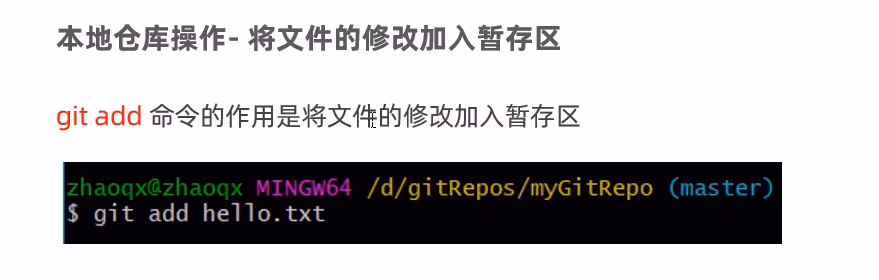 本地仓库操作- 将文件的修改加入暂存区
git add 命令的作用是将文件的修改加入暂存区
zhaoqx@zhaoqx MINGW64 /d/gitRepos/myGitRepo (master)
$ git add hello.txt